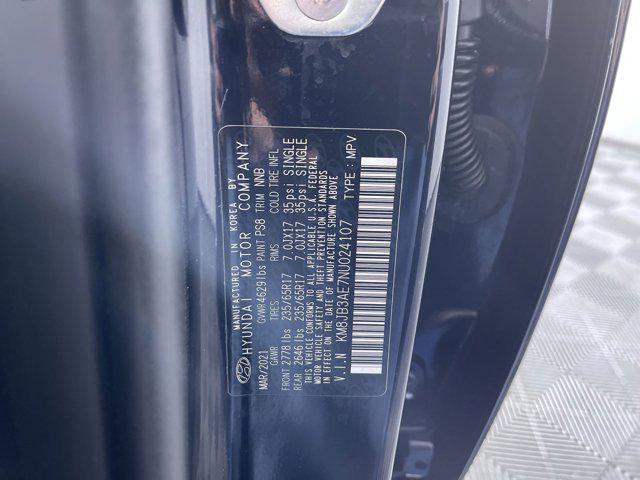 MANUFACTURED IN KOREA BY
HYUNDAI MOTOR COMPANY
MAR/2021 GVWR 4629lbs PAINT PS8 TRIM NNB
GAWR TIRES RIMS COLD TIRE INFL
FRONT 2778 lbs 235/65R17 7.0JX17 35psi SINGLE
REAR 2646 lbs 235/65R17 7.0JX17 35psi SINGLE
THIS VEHICLE CONFORMS TO ALL APPLICABLE U.S.A. FEDERAL
MOTOR VEHICLE SAFETY AND THEFT PREVENTION STANDARDS
IN EFFECT ON THE DATE OF MANUFACTURE SHOWN ABOVE
V.I.N KM8JB3AE7NU024107 TYPE : MPV